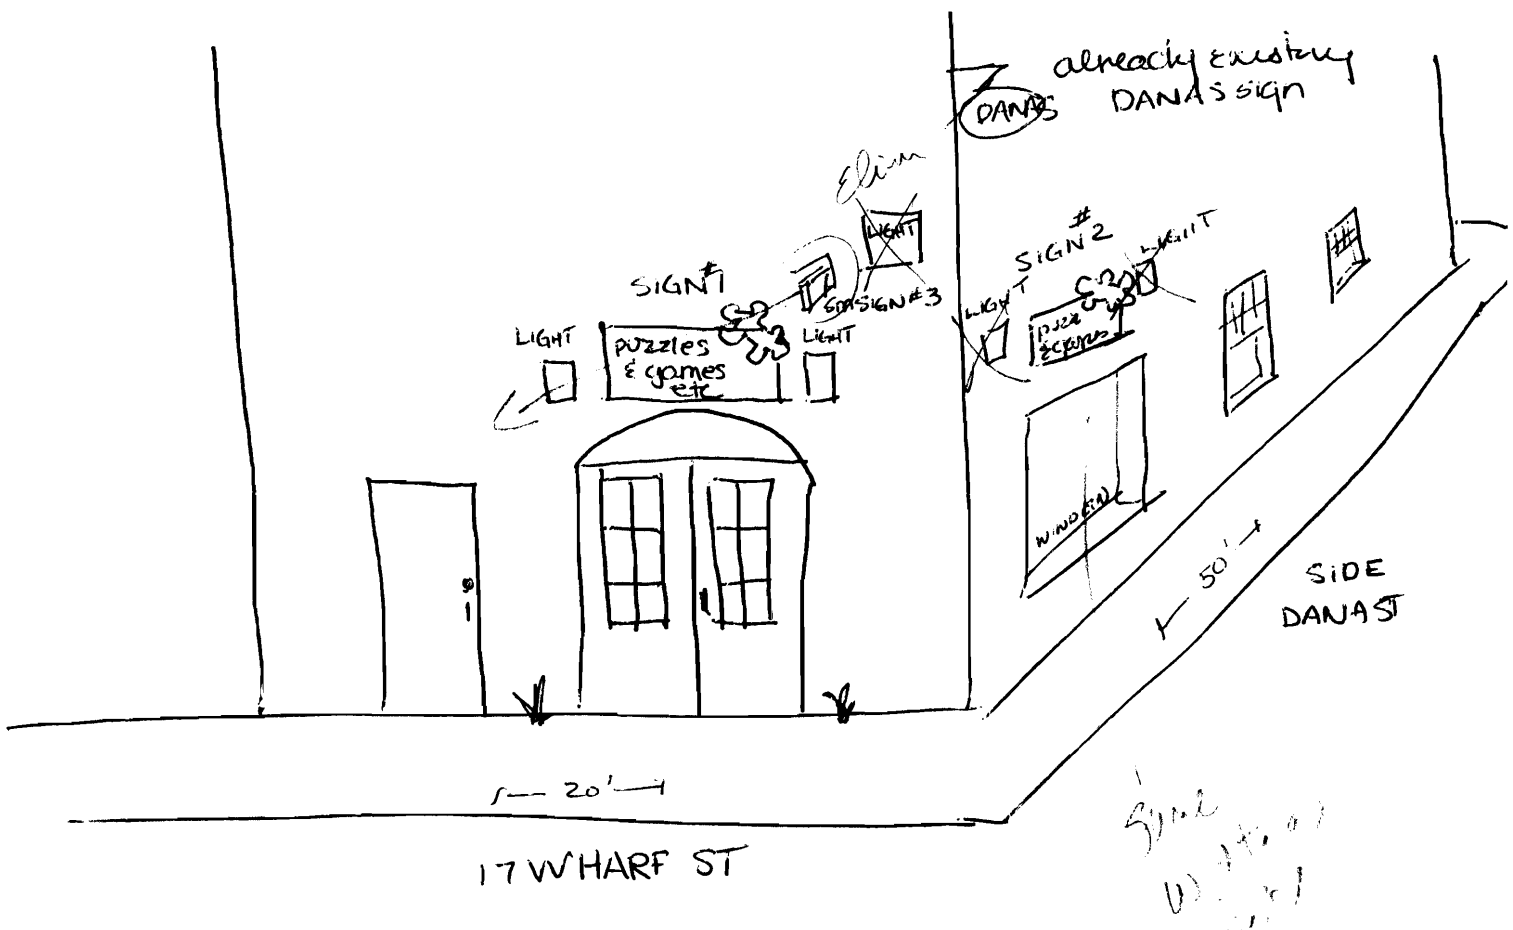 already existing
DANAS sign
DANAS
Elim
LIGHT
SIGN #1
LIGHT
puzzles
& games
etc
LIGHT
SIGN #3
SIGN #2
LIGHT
LIGHT
& games
WINDOW
50'
SIDE
DANA ST
20'
17 WHARF ST